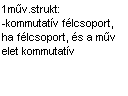 1műv.strukt:
-kommutatív félcsoport,
ha félcsoport, és a műv
elet kommutatív